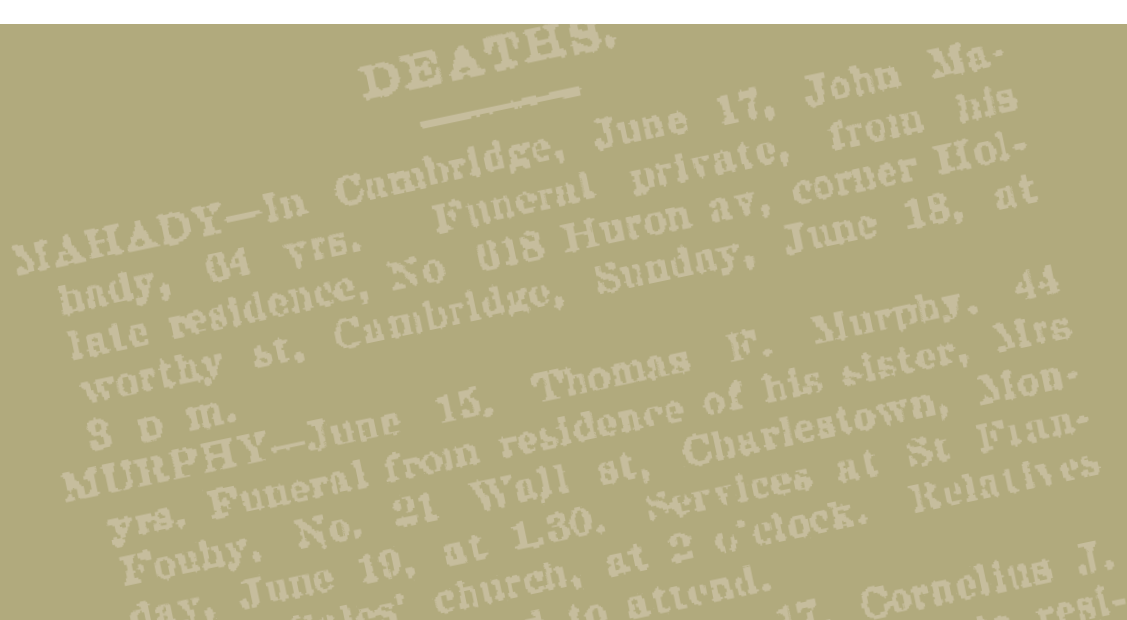 DEATHS.
MAHADY—In Cambridge, June 17, John Ma-
hady, 64 yrs. Funeral private, from his
late residence, No 618 Huron av, corner Hol-
worthy st, Cambridge, Sunday, June 18, at
3 p m.
MURPHY—June 15, Thomas F. Murphy, 44
yrs. Funeral from residence of his sister, Mrs
Fouhy, No. 21 Wall st, Charlestown, Mon-
day, June 19, at 1.30. Services at St Fran-
church, at 2 o'clock. Relatives
to attend.
17, Cornelius J.
resi-